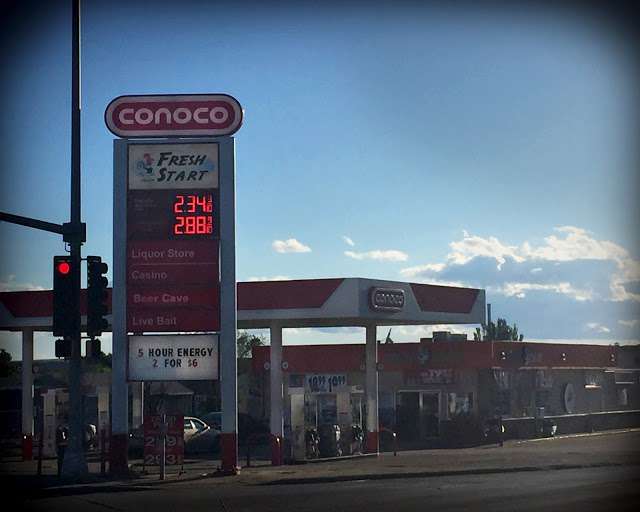 CONOCO
FRESH
START
2.34
2.88
Liquor Store
Casino
Beer Cave
Live Bait
5 HOUR ENERGY
2 FOR $6
CONOCO